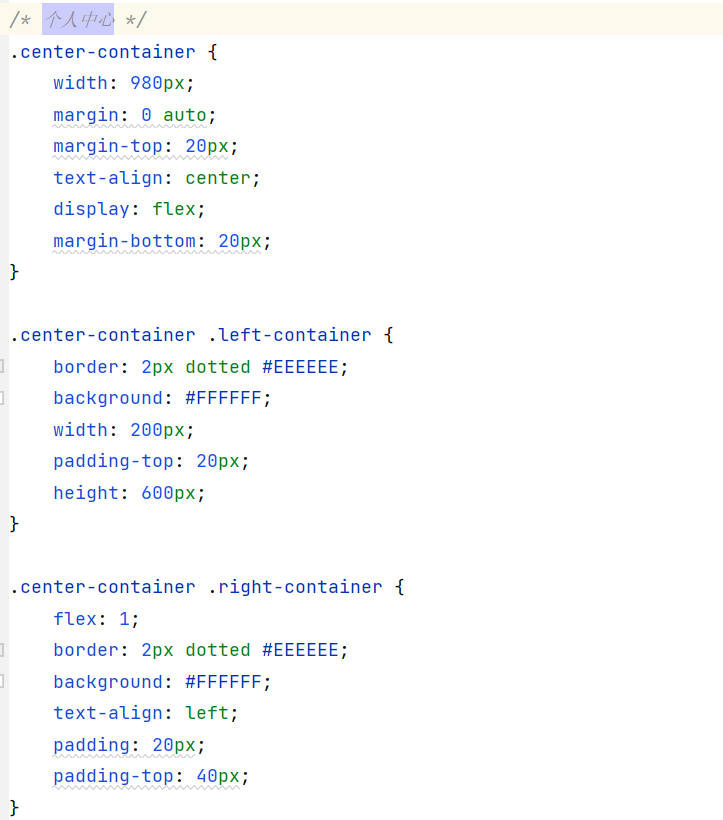 /* 个人中心 */
.center-container {
    width: 980px;
    margin: 0 auto;
    margin-top: 20px;
    text-align: center;
    display: flex;
    margin-bottom: 20px;
}
.center-container .left-container {
    border: 2px dotted #EEEEEE;
    background: #FFFFFF;
    width: 200px;
    padding-top: 20px;
    height: 600px;
}
.center-container .right-container {
    flex: 1;
    border: 2px dotted #EEEEEE;
    background: #FFFFFF;
    text-align: left;
    padding: 20px;
    padding-top: 40px;
}